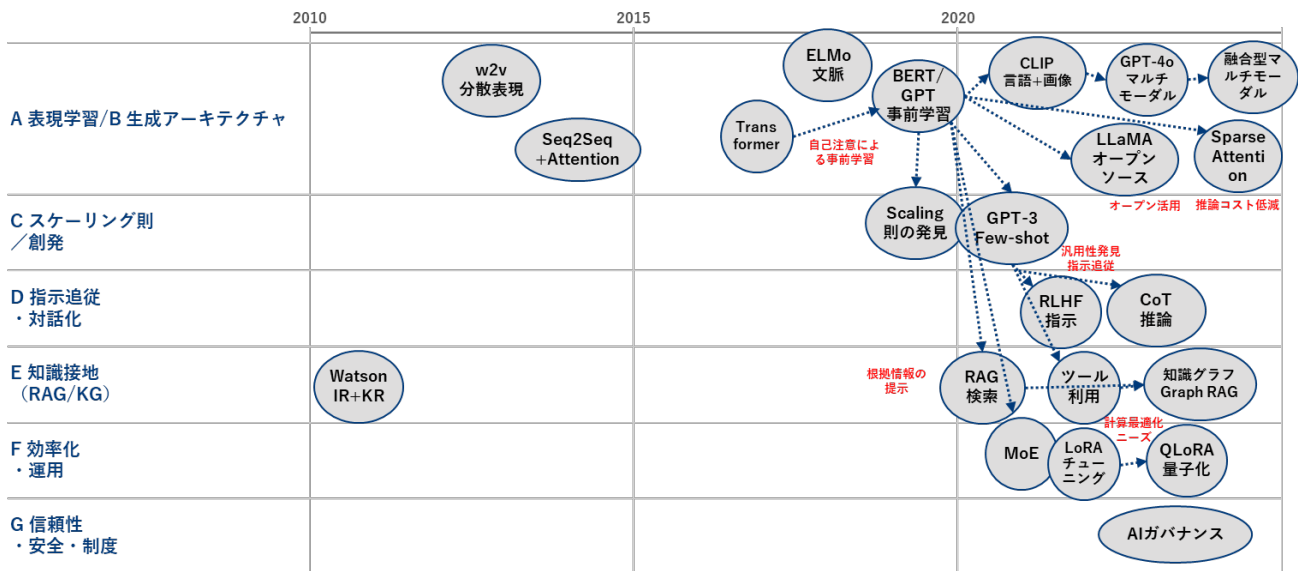 2010
2015
2020
A 表現学習/B 生成アーキテクチャ
w2v
分散表現
Seq2Seq
+Attention
Trans
former
ELMo
文脈
自己注意によ
る事前学習
BERT/
GPT
事前学習
CLIP
言語+画像
GPT-4o
マルチ
モーダル
融合型マ
ルチモー
ダル
LLaMA
オープン
ソース
オープン活用
Sparse
Attenti
on
推論コスト低減
C スケーリング則
／創発
Scaling
則の発見
GPT-3
Few-shot
汎用性発見
指示追従
D 指示追従
・対話化
RLHF
指示
CoT
推論
E 知識接地
（RAG/KG）
Watson
IR+KR
根拠情報の
提示
RAG
検索
ツール
利用
知識グラフ
Graph RAG
F 効率化
・運用
MoE
LoRA
チュー
ニング
計算最適化
ニーズ
QLoRA
量子化
G 信頼性
・安全・制度
AIガバナンス